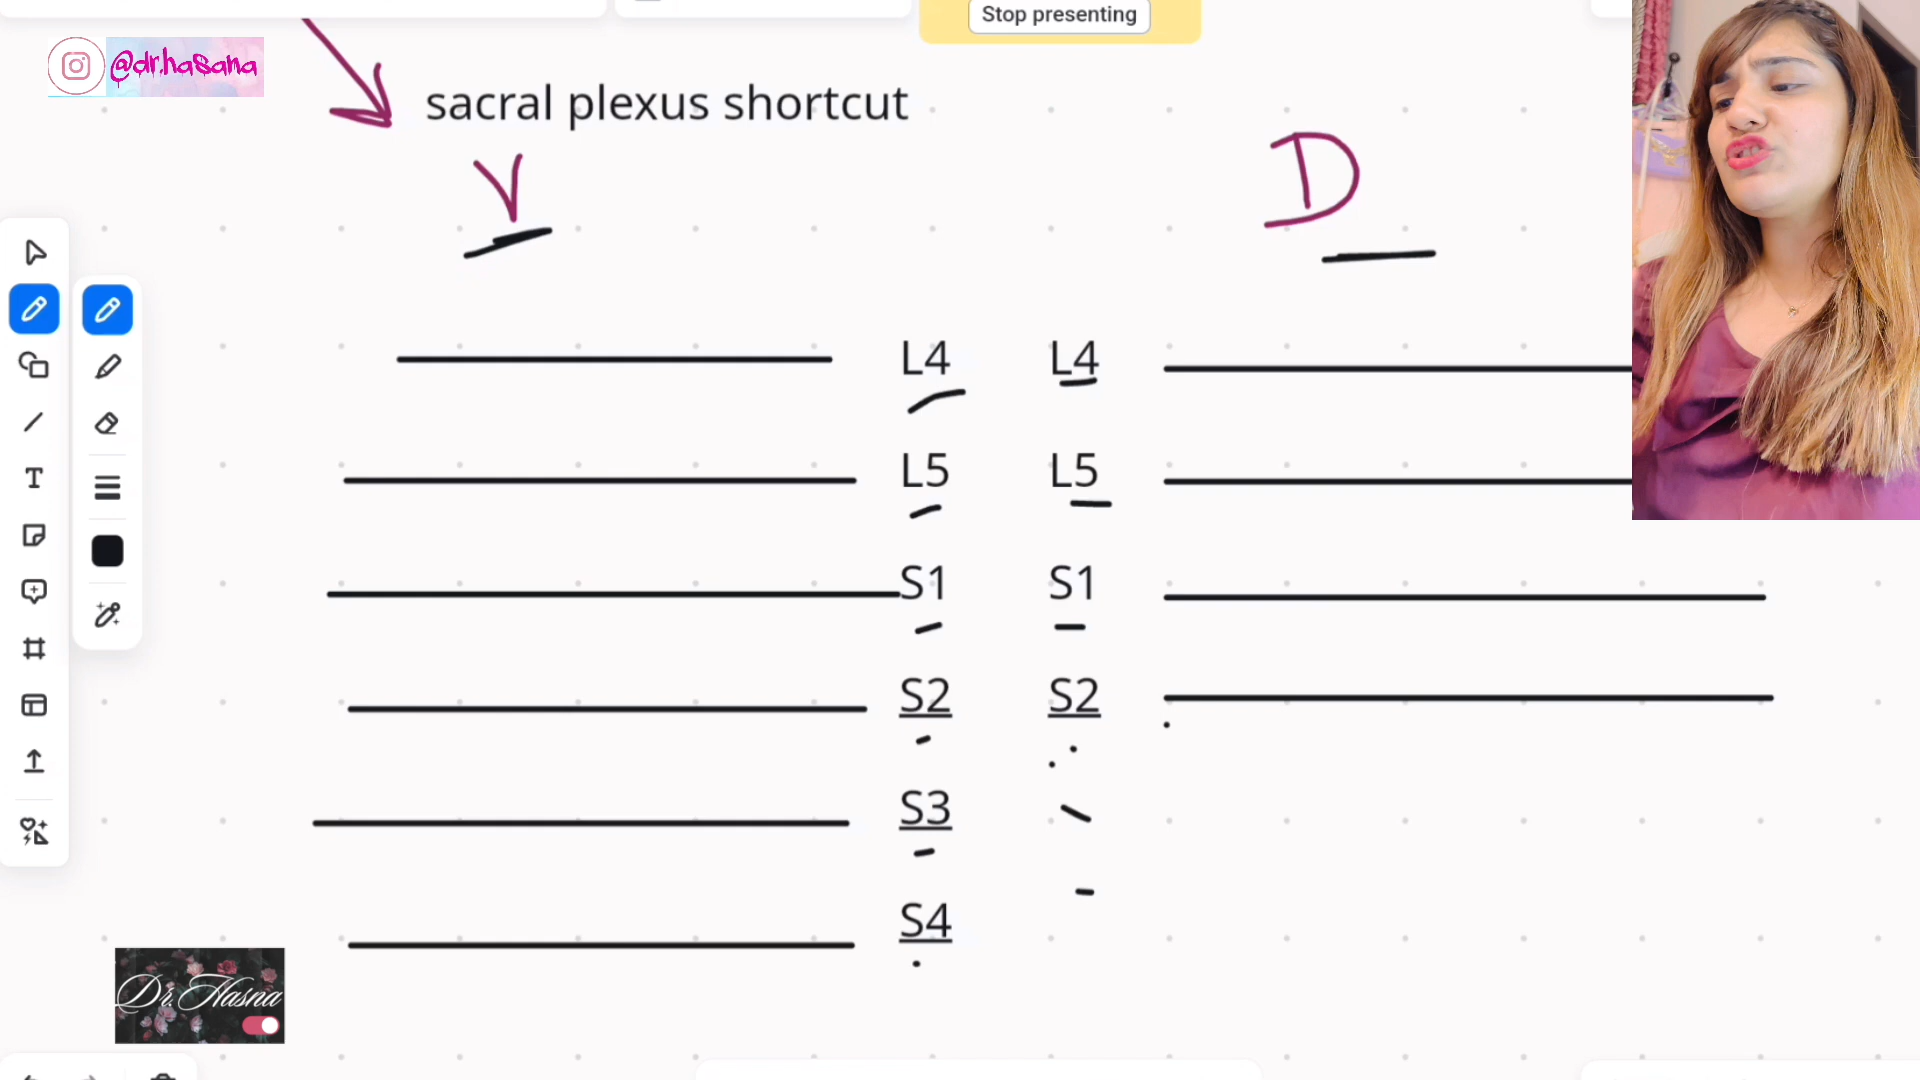 Stop presenting
@dr.hasana
sacral plexus shortcut
V D
L4 L4
L5 L5
S1 S1
S2 S2
S3
S4
Dr. Hasna